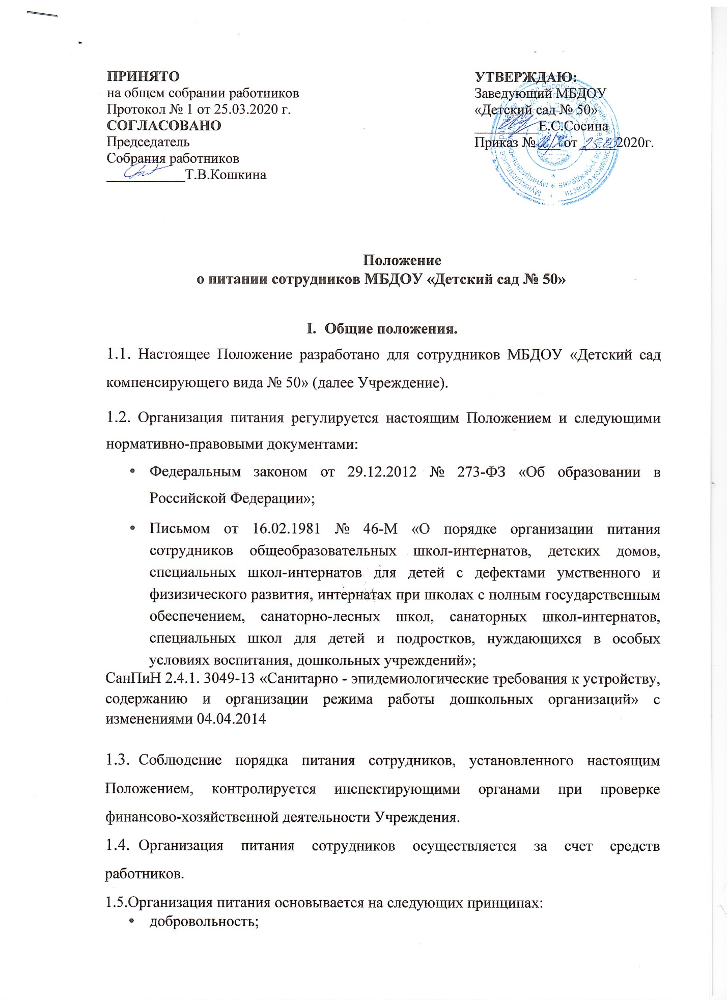 ПРИНЯТО
на общем собрании работников
Протокол № 1 от 25.03.2020 г.
СОГЛАСОВАНО
Председатель
Собрания работников
____________Т.В.Кошкина
УТВЕРЖДАЮ:
Заведующий МБДОУ
«Детский сад № 50»
__________Е.С.Сосина
Приказ № ___ от 25.03 2020г.
Положение
о питании сотрудников МБДОУ «Детский сад № 50»
I. Общие положения.
1.1. Настоящее Положение разработано для сотрудников МБДОУ «Детский сад
компенсирующего вида № 50» (далее Учреждение).
1.2. Организация питания регулируется настоящим Положением и следующими
нормативно-правовыми документами:
• Федеральным законом от 29.12.2012 № 273-ФЗ «Об образовании в
Российской Федерации»;
• Письмом от 16.02.1981 № 46-М «О порядке организации питания
сотрудников общеобразовательных школ-интернатов, детских домов,
специальных школ-интернатов для детей с дефектами умственного и
физизического развития, интернатах при школах с полным государственным
обеспечением, санаторно-лесных школ, санаторных школ-интернатов,
специальных школ для детей и подростков, нуждающихся в особых
условиях воспитания, дошкольных учреждений»;
СанПиН 2.4.1. 3049-13 «Санитарно - эпидемиологические требования к устройству,
содержанию и организации режима работы дошкольных организаций» с
изменениями 04.04.2014
1.3. Соблюдение порядка питания сотрудников, установленного настоящим
Положением, контролируется инспектирующими органами при проверке
финансово-хозяйственной деятельности Учреждения.
1.4. Организация питания сотрудников осуществляется за счет средств
работников.
1.5.Организация питания основывается на следующих принципах:
• добровольность;